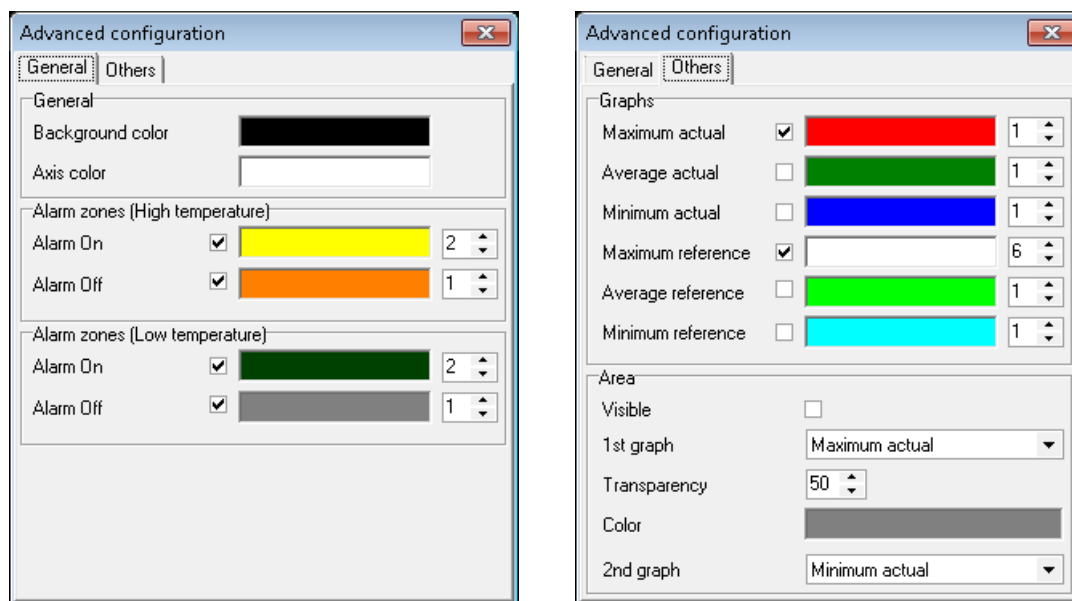 Advanced configuration
General Others
General
Background color
Axis color
Alarm zones (High temperature)
Alarm On 2
Alarm Off 1
Alarm zones (Low temperature)
Alarm On 2
Alarm Off 1
Advanced configuration
General Others
Graphs
Maximum actual 1
Average actual 1
Minimum actual 1
Maximum reference 6
Average reference 1
Minimum reference 1
Area
Visible
1st graph Maximum actual
Transparency 50
Color
2nd graph Minimum actual